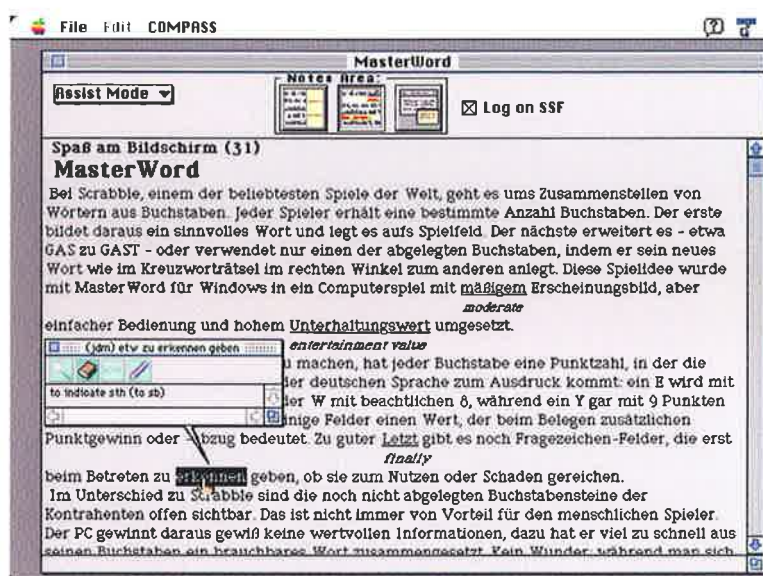 File Edit COMPASS
MasterWord
Assist Mode
Notes Area:
Log on SSF
Spaß am Bildschirm (31)
MasterWord
Bei Scrabble, einem der beliebtesten Spiele der Welt, geht es ums Zusammenstellen von
Wörtern aus Buchstaben. Jeder Spieler erhält eine bestimmte Anzahl Buchstaben. Der erste
bildet daraus ein sinnvolles Wort und legt es aufs Spielfeld. Der nächste erweitert es - etwa
GAS zu GAST - oder verwendet nur einen der abgelegten Buchstaben, indem er sein neues
Wort wie im Kreuzworträtsel im rechten Winkel zum anderen anlegt. Diese Spielidee wurde
mit MasterWord für Windows in ein Computerspiel mit mäßigem Erscheinungsbild, aber
moderate
einfacher Bedienung und hohem Unterhaltungswert umgesetzt.
(jdm) etw zu erkennen geben entertainment value
u machen, hat jeder Buchstabe eine Punktzahl, in der die
der deutschen Sprache zum Ausdruck kommt: ein E wird mit
to indicate sth (to sb)
der W mit beachtlichen 8, während ein Y gar mit 9 Punkten
inige Felder einen Wert, der beim Belegen zusätzlichen
Punktgewinn oder -abzug bedeutet. Zu guter Letzt gibt es noch Fragezeichen-Felder, die erst
finally
beim Betreten zu erkennen geben, ob sie zum Nutzen oder Schaden gereichen.
Im Unterschied zu Scrabble sind die noch nicht abgelegten Buchstabensteine der
Kontrahenten offen sichtbar. Das ist nicht immer von Vorteil für den menschlichen Spieler.
Der PC gewinnt daraus gewiß keine wertvollen Informationen, dazu hat er viel zu schnell aus
seinen Buchstaben ein brauchbares Wort zusammengesetzt. Kein Wunder, während man sich